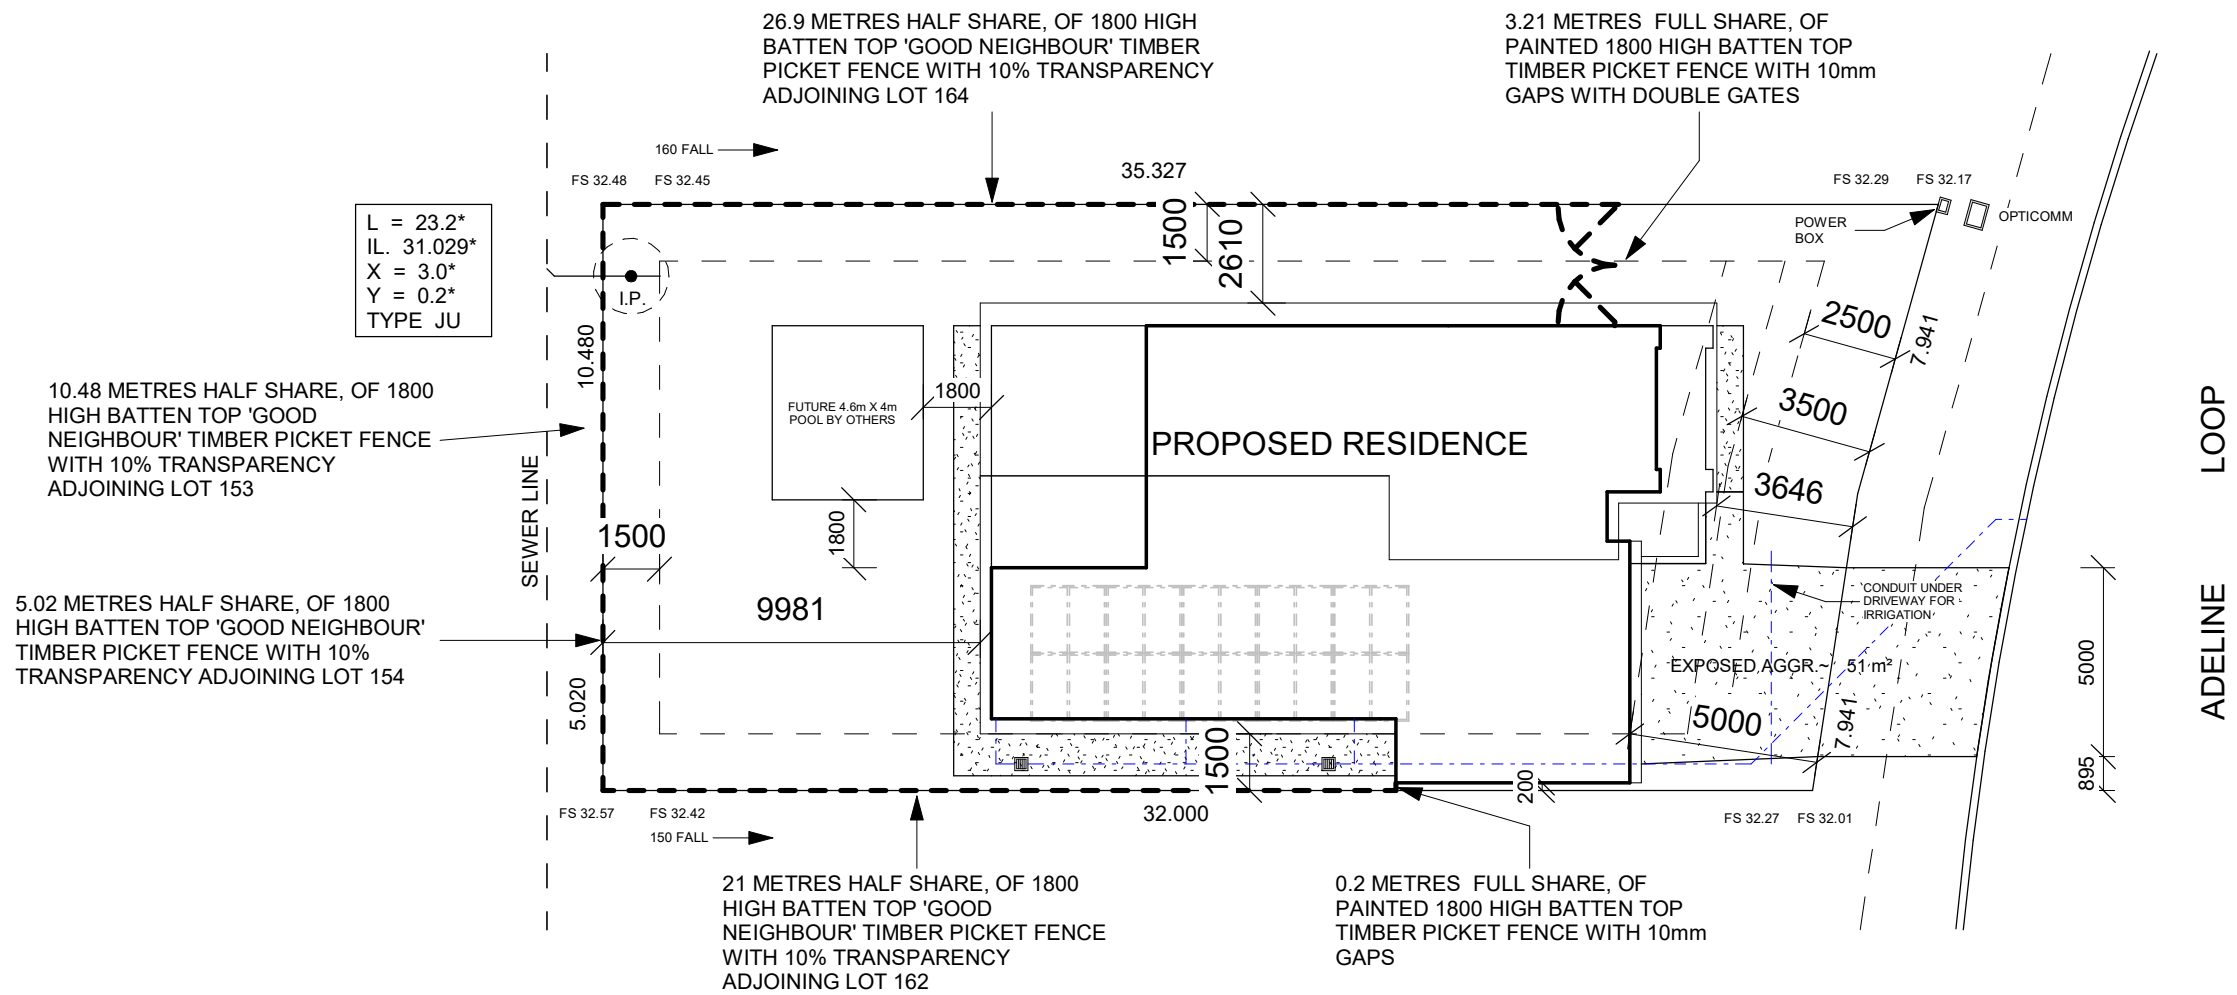 26.9 METRES HALF SHARE, OF 1800 HIGH
BATTEN TOP 'GOOD NEIGHBOUR' TIMBER
PICKET FENCE WITH 10% TRANSPARENCY
ADJOINING LOT 164
3.21 METRES FULL SHARE, OF
PAINTED 1800 HIGH BATTEN TOP
TIMBER PICKET FENCE WITH 10mm
GAPS WITH DOUBLE GATES
160 FALL
35.327
FS 32.48
FS 32.45
FS 32.29
FS 32.17
L = 23.2*
IL. 31.029*
X = 3.0*
Y = 0.2*
TYPE JU
I.P.
1500
2610
POWER
BOX
OPTICOMM
10.480
2500
7.941
10.48 METRES HALF SHARE, OF 1800
HIGH BATTEN TOP 'GOOD
NEIGHBOUR' TIMBER PICKET FENCE
WITH 10% TRANSPARENCY
ADJOINING LOT 153
FUTURE 4.6m X 4m
POOL BY OTHERS
1800
PROPOSED RESIDENCE
3500
3646
LOOP
SEWER LINE
1500
1800
5.02 METRES HALF SHARE, OF 1800
HIGH BATTEN TOP 'GOOD NEIGHBOUR'
TIMBER PICKET FENCE WITH 10%
TRANSPARENCY ADJOINING LOT 154
9981
CONDUIT UNDER
DRIVEWAY FOR
IRRIGATION
EXPOSED AGGR.~ 51 m²
5000
ADELINE
5.020
5000
7.941
1500
200
895
32.000
FS 32.57
FS 32.42
150 FALL
FS 32.27
FS 32.01
21 METRES HALF SHARE, OF 1800
HIGH BATTEN TOP 'GOOD
NEIGHBOUR' TIMBER PICKET FENCE
WITH 10% TRANSPARENCY
ADJOINING LOT 162
0.2 METRES FULL SHARE, OF
PAINTED 1800 HIGH BATTEN TOP
TIMBER PICKET FENCE WITH 10mm
GAPS